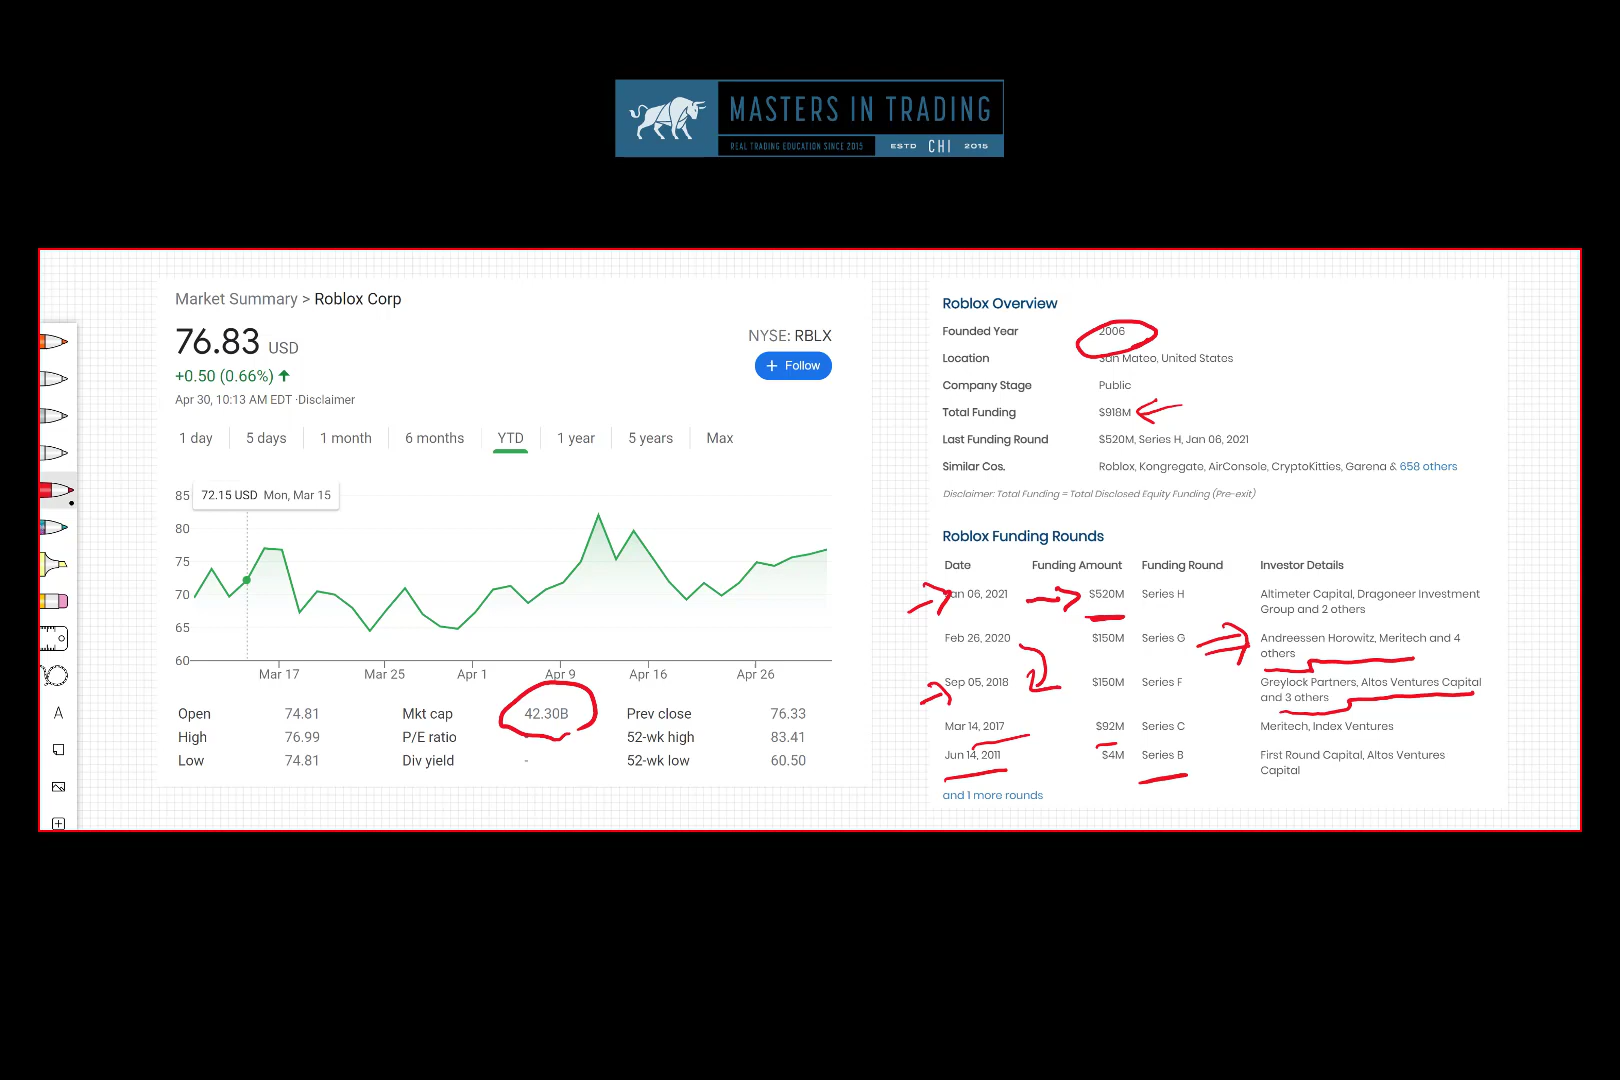 MASTERS IN TRADING
REAL TRADING EDUCATION SINCE 2015
ESTD CHI 2015
Market Summary > Roblox Corp
76.83 USD
NYSE: RBLX
+0.50 (0.66%)
+ Follow
Apr 30, 10:13 AM EDT ·Disclaimer
1 day 5 days 1 month 6 months YTD 1 year 5 years Max
72.15 USD Mon, Mar 15
85
80
75
70
65
60
Mar 17 Mar 25 Apr 1 Apr 9 Apr 16 Apr 26
Open 74.81 Mkt cap 42.30B Prev close 76.33
High 76.99 P/E ratio - 52-wk high 83.41
Low 74.81 Div yield - 52-wk low 60.50
A
Roblox Overview
Founded Year 2006
Location San Mateo, United States
Company Stage Public
Total Funding $918M
Last Funding Round $520M, Series H, Jan 06, 2021
Similar Cos. Roblox, Kongregate, AirConsole, CryptoKitties, Garena & 658 others
Disclaimer: Total Funding = Total Disclosed Equity Funding (Pre-exit)
Roblox Funding Rounds
Date Funding Amount Funding Round Investor Details
Jan 06, 2021 $520M Series H Altimeter Capital, Dragoneer Investment
Group and 2 others
Feb 26, 2020 $150M Series G Andreessen Horowitz, Meritech and 4
others
Sep 05, 2018 $150M Series F Greylock Partners, Altos Ventures Capital
and 3 others
Mar 14, 2017 $92M Series C Meritech, Index Ventures
Jun 14, 2011 $4M Series B First Round Capital, Altos Ventures
Capital
and 1 more rounds